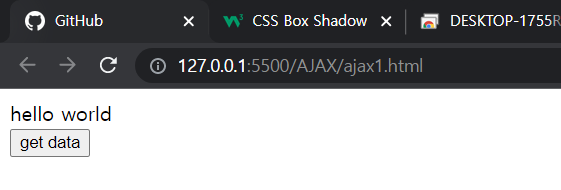 GitHub
CSS Box Shadow
DESKTOP-1755R
127.0.0.1:5500/AJAX/ajax1.html
hello world
get data